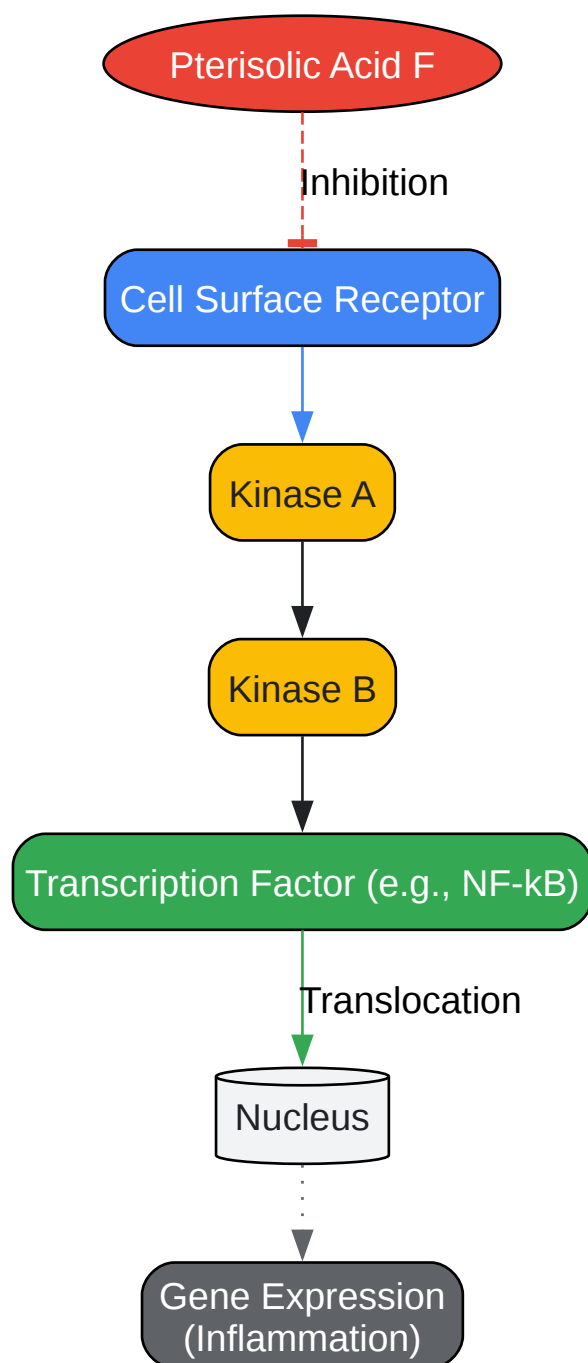 Pterisolic Acid F
Inhibition
Cell Surface Receptor
Kinase A
Kinase B
Transcription Factor (e.g., NF-kB)
Translocation
Nucleus
Gene Expression
(Inflammation)